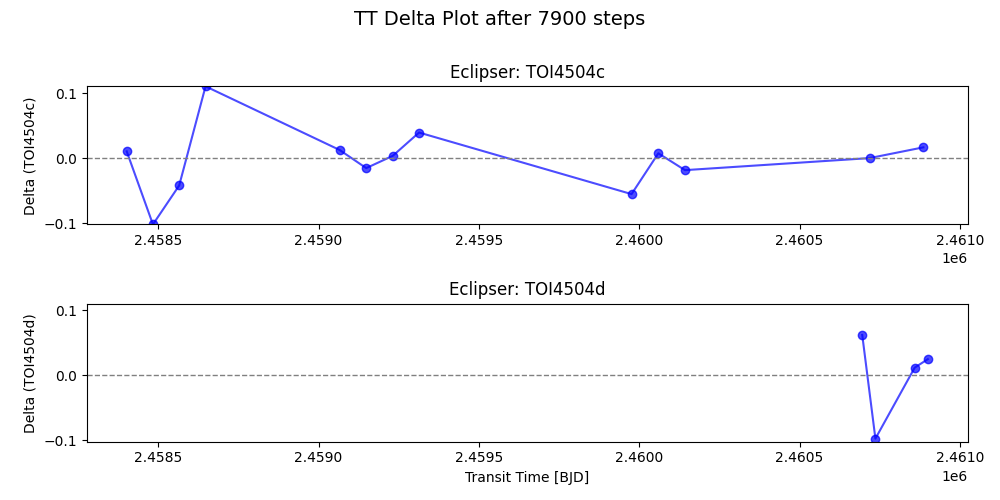 TT Delta Plot after 7900 steps
Eclipser: TOI4504c
Delta (TOI4504c)
0.1
0.0
−0.1
2.4585 2.4590 2.4595 2.4600 2.4605 2.4610
1e6
Eclipser: TOI4504d
Delta (TOI4504d)
0.1
0.0
−0.1
2.4585 2.4590 2.4595 2.4600 2.4605 2.4610
1e6
Transit Time [BJD]